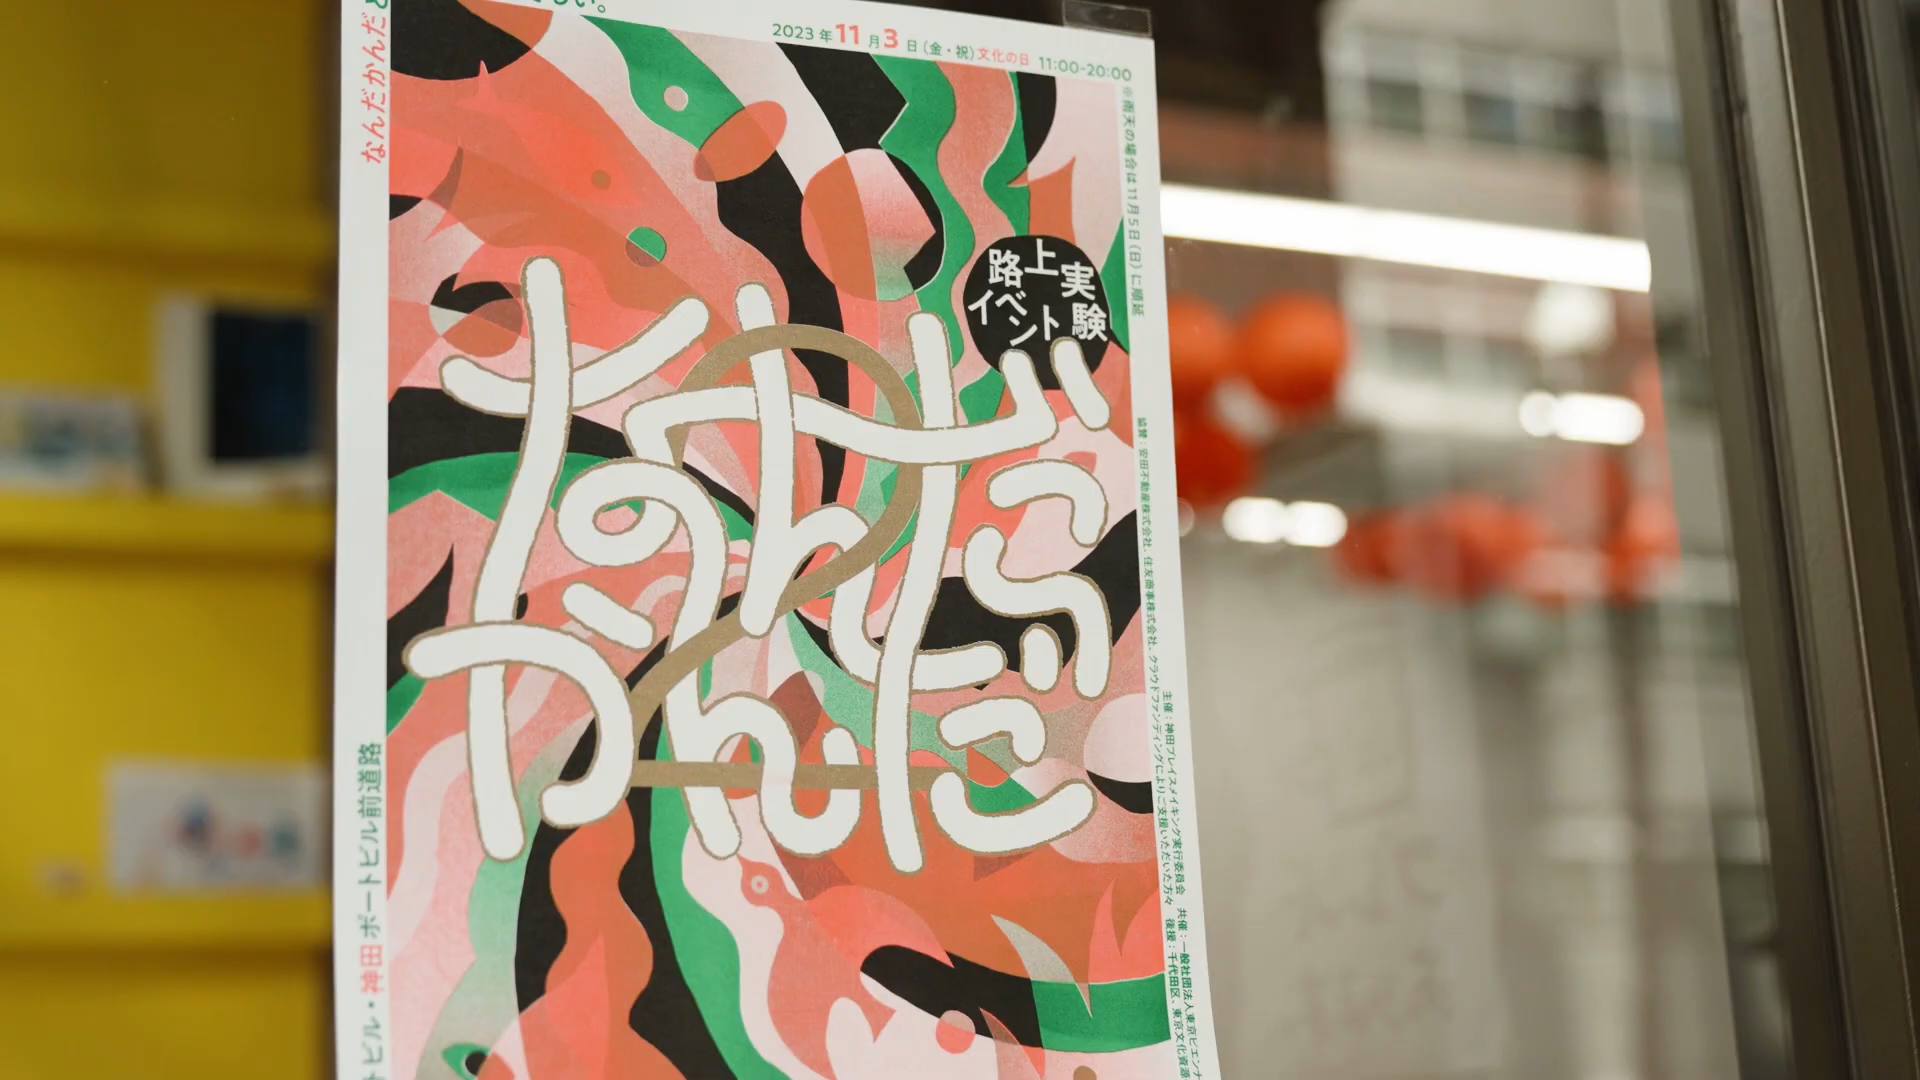 2023年11月3日(金・祝)文化の日 11:00-20:00
※雨天の場合は11月5日(日)に順延
なんだかんだ
路上実験
イベント
なんだかんだ
トビル・神田ポートビル前道路
協賛：安田不動産株式会社、住友商事株式会社、クラウドファンディングによりご支援いただいた方々
後援：千代田区、東京文化資源
主催：神田プレイスメイキング実行委員会 共催：一般社団法人東京ビエンナ